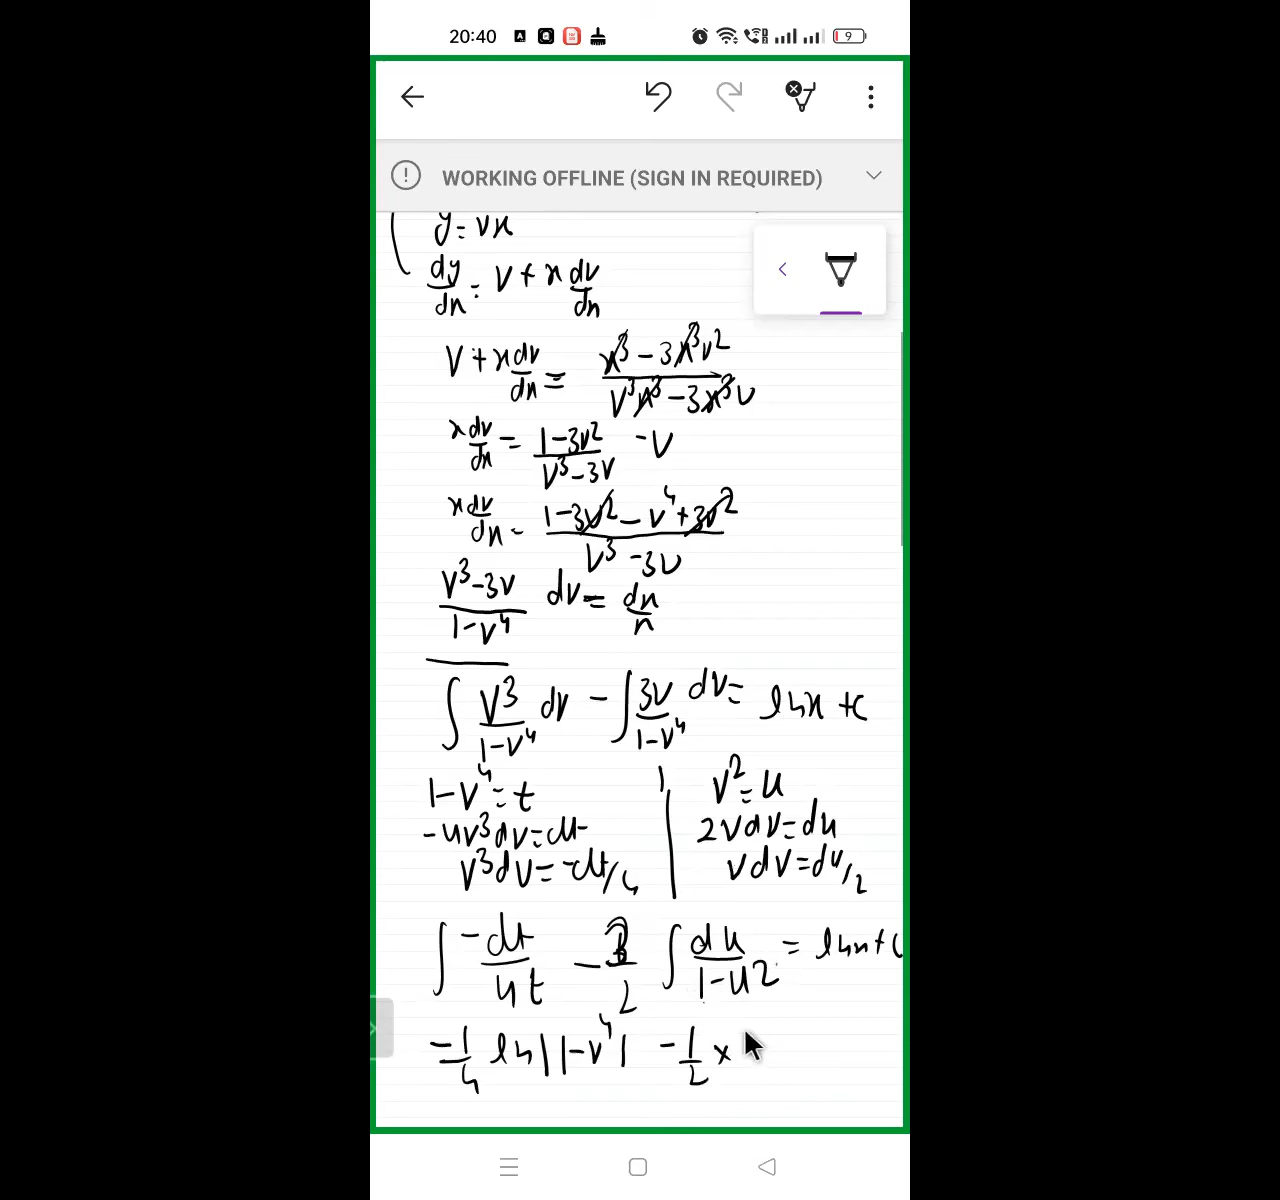 20:40
9
WORKING OFFLINE (SIGN IN REQUIRED)
y = vx
dy/dx = v + x dv/dx
v + x dv/dx = (x³ - 3x³v²)/(v³x³ - 3x³v)
x dv/dx = (1-3v²)/(v³-3v) - v
x dv/dx = (1-3v² - v⁴ + 3v²)/(v³ - 3v)
(v³-3v)/(1-v⁴) dv = dx/x
∫ v³/(1-v⁴) dv - ∫ 3v/(1-v⁴) dv = ln x + c
1-v⁴ = t
-4v³dv = dt
v³dv = -dt/4
v² = u
2vdv = du
vdv = du/2
∫ -dt/4t - 3/2 ∫ du/(1-u2) = ln x + c
-1/4 ln|1-v⁴| - 1/2 ×